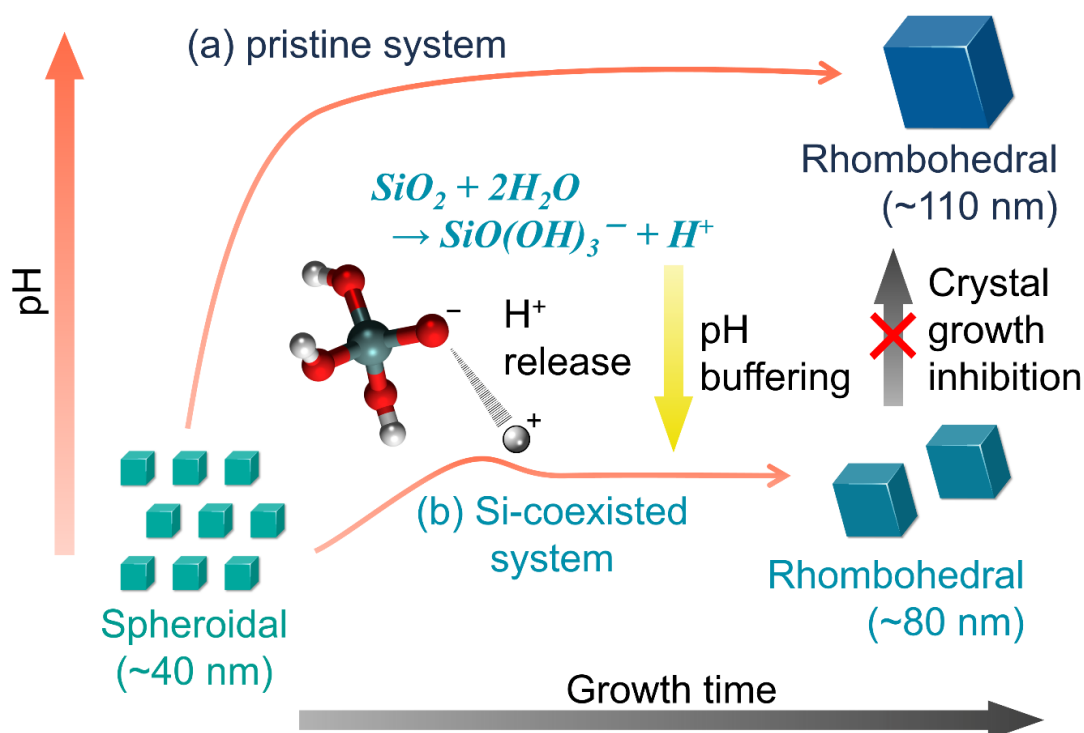 (a) pristine system
pH
Rhombohedral
(~110 nm)
SiO₂ + 2H₂O
→ SiO(OH)₃⁻ + H⁺
−
H⁺
release
+
pH
buffering
Crystal
growth
inhibition
(b) Si-coexisted
system
Spheroidal
(~40 nm)
Rhombohedral
(~80 nm)
Growth time